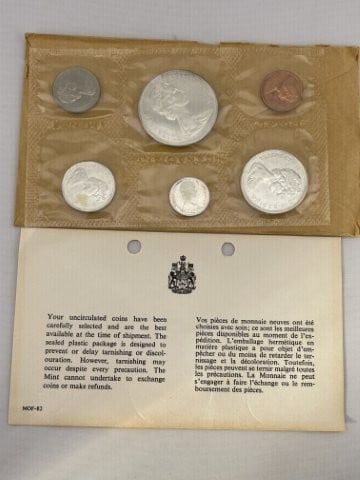 Your uncirculated coins have been
carefully selected and are the best
available at the time of shipment. The
sealed plastic package is designed to
prevent or delay tarnishing or discol-
ouration. However, tarnishing may
occur despite every precaution. The
Mint cannot undertake to exchange
coins or make refunds.
Vos pièces de monnaie neuves ont été
choisies avec soin; ce sont les meilleures
pièces disponibles au moment de l'ex-
pédition. L'emballage hermétique en
matière plastique a pour objet d'em-
pêcher ou du moins de retarder le ter-
nissage et la décoloration. Toutefois,
les pièces peuvent se ternir malgré toutes
les précautions. La Monnaie ne peut
s'engager à faire l'échange ou le rem-
boursement des pièces.
MOF-82